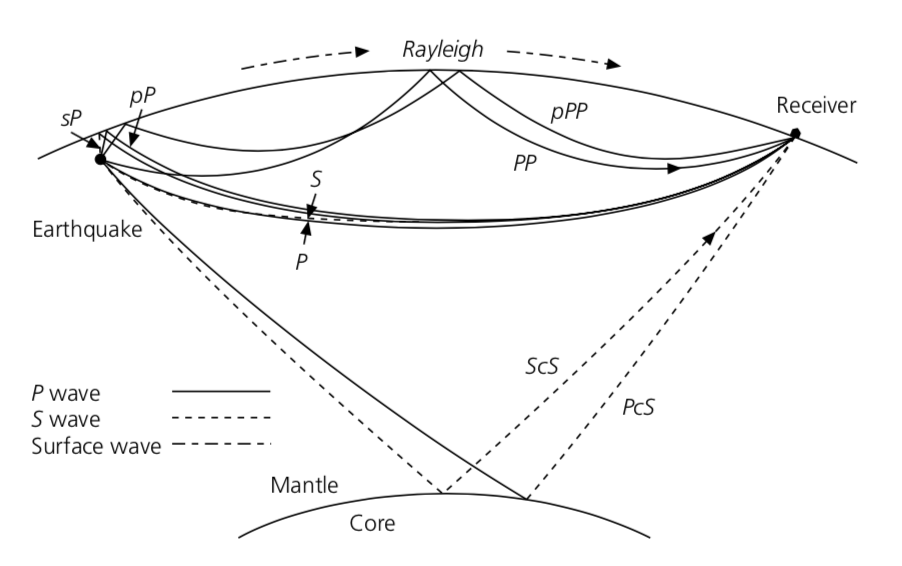 Rayleigh
sP
pP
pPP
Receiver
PP
S
Earthquake
P
ScS
P wave
S wave
Surface wave
PcS
Mantle
Core